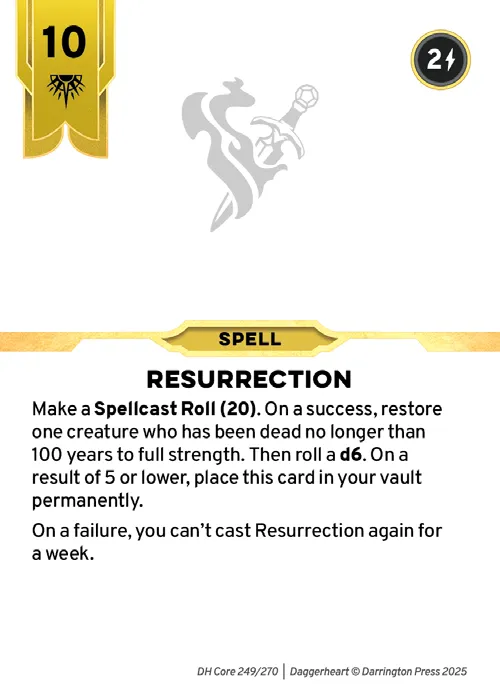 10
2
SPELL
RESURRECTION
Make a Spellcast Roll (20). On a success, restore
one creature who has been dead no longer than
100 years to full strength. Then roll a d6. On a
result of 5 or lower, place this card in your vault
permanently.
On a failure, you can’t cast Resurrection again for
a week.
DH Core 249/270 | Daggerheart © Darrington Press 2025